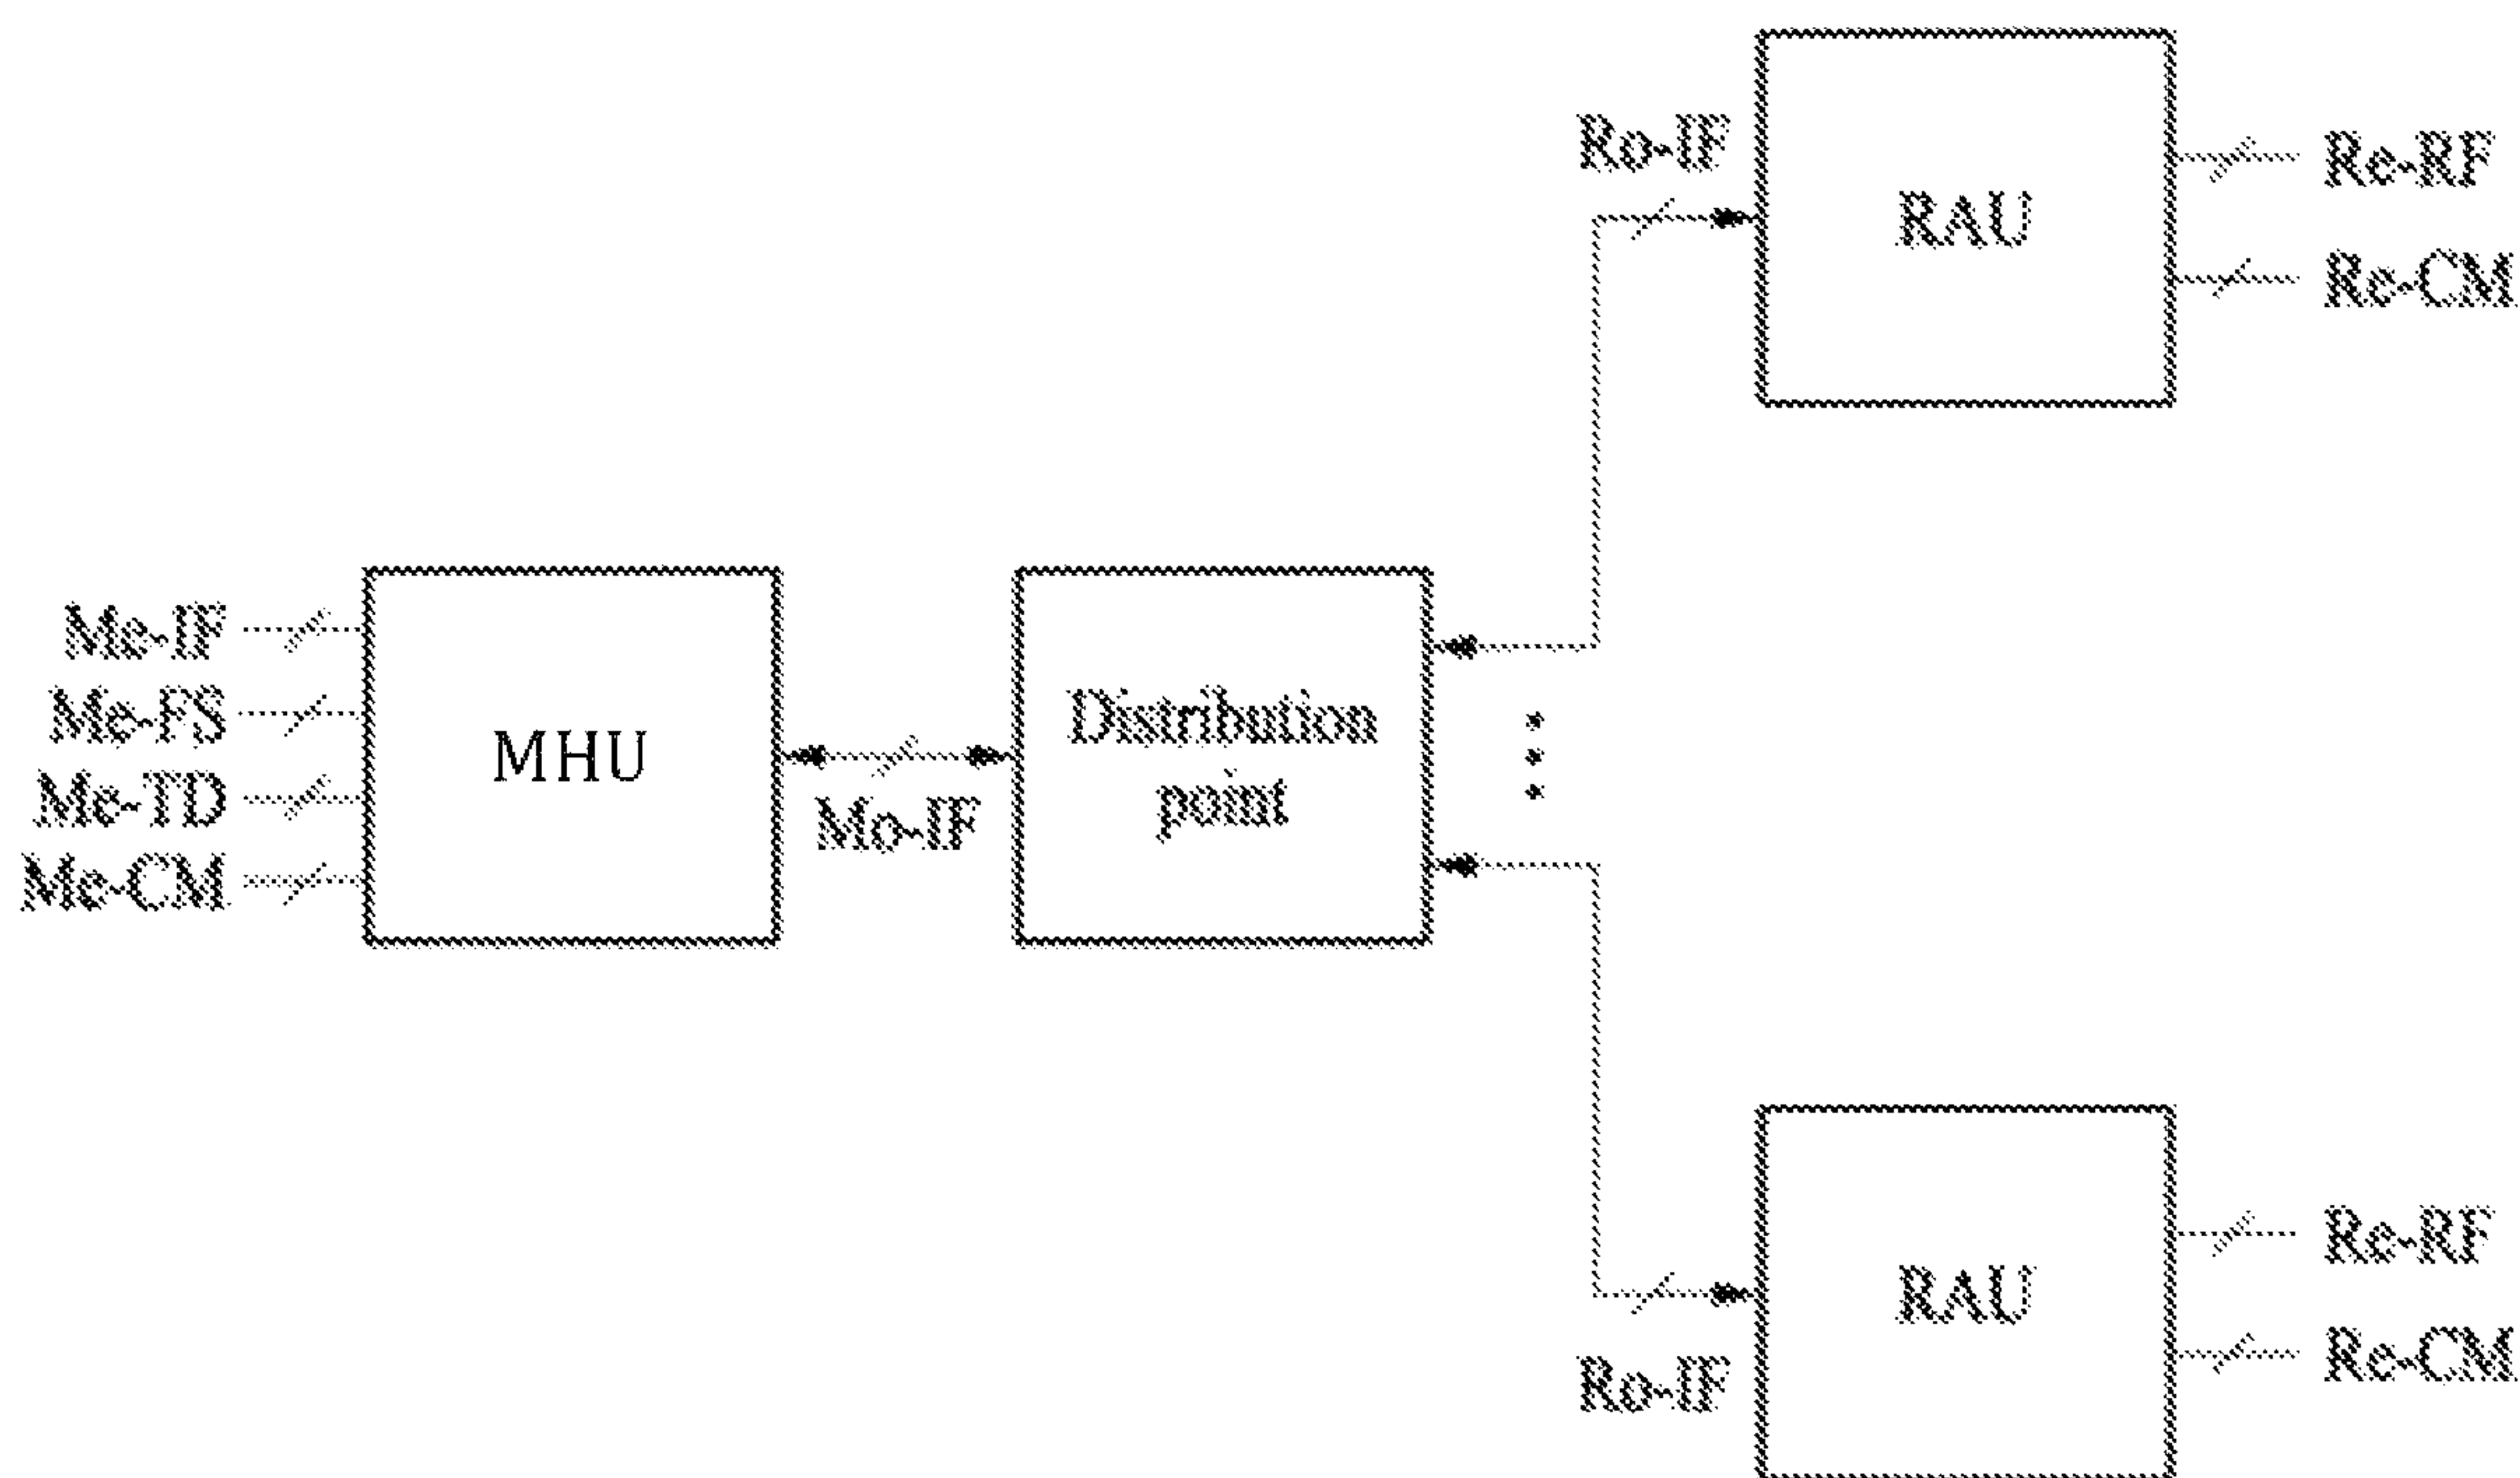 Ro-IF
RAU
Re-RF
Re-CM
Me-IF
Me-FS
Me-TD
Me-CM
MHU
Mo-IF
Distribution
point
RAU
Re-RF
Re-CM
Ro-IF